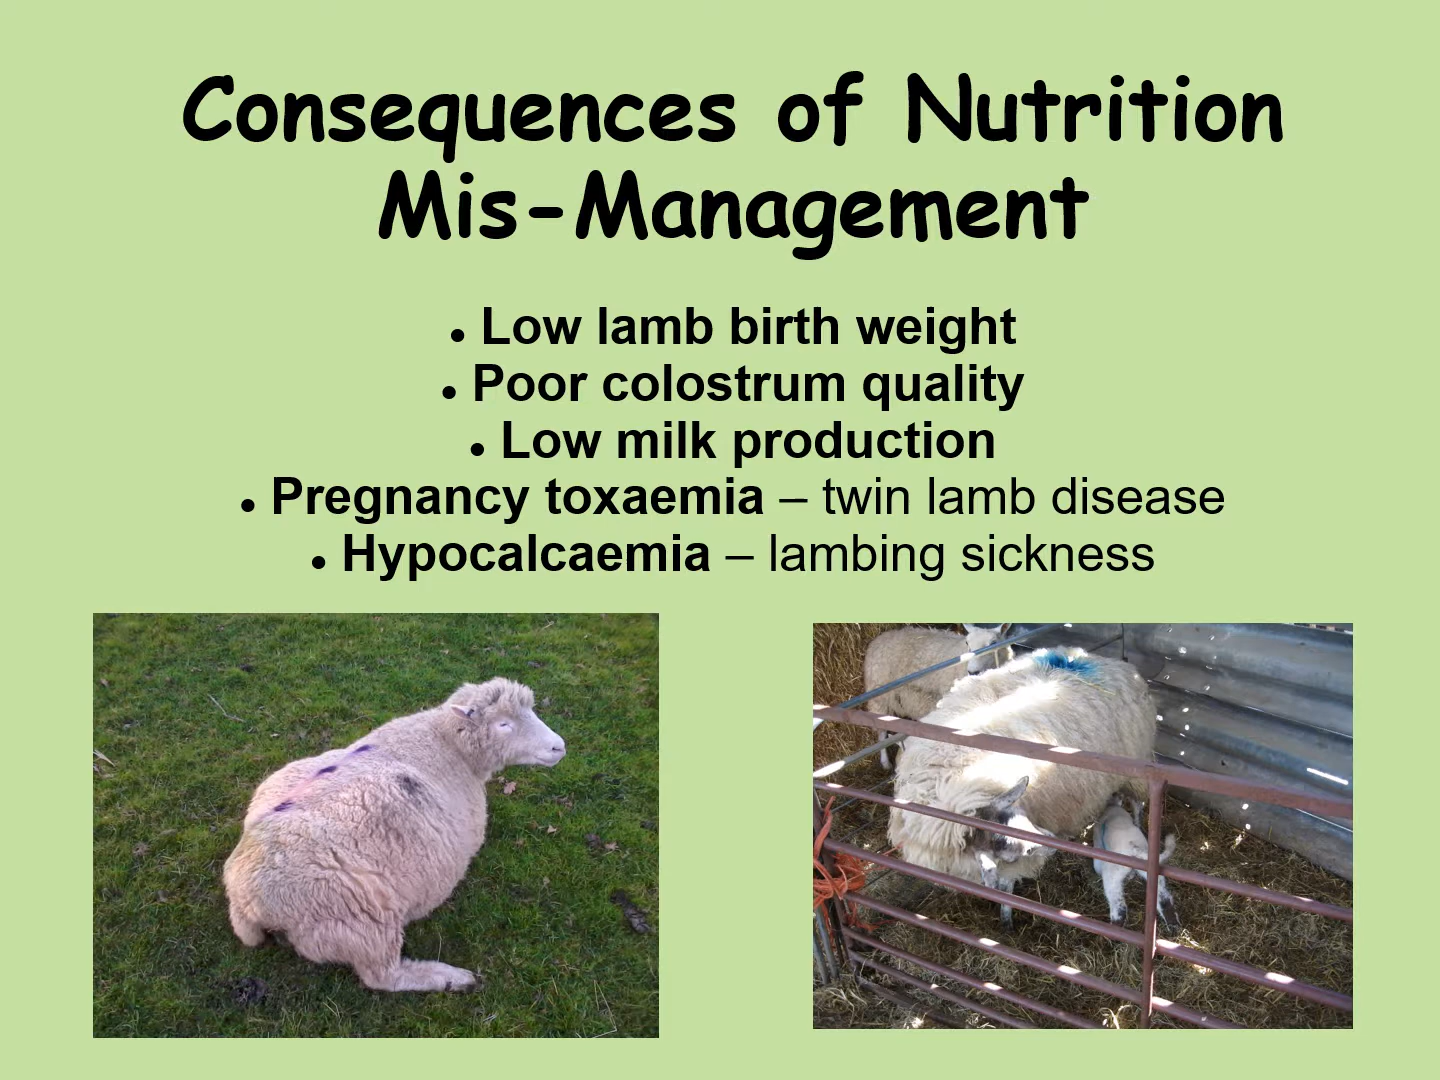 Consequences of Nutrition
Mis-Management
● Low lamb birth weight
● Poor colostrum quality
● Low milk production
● Pregnancy toxaemia – twin lamb disease
● Hypocalcaemia – lambing sickness